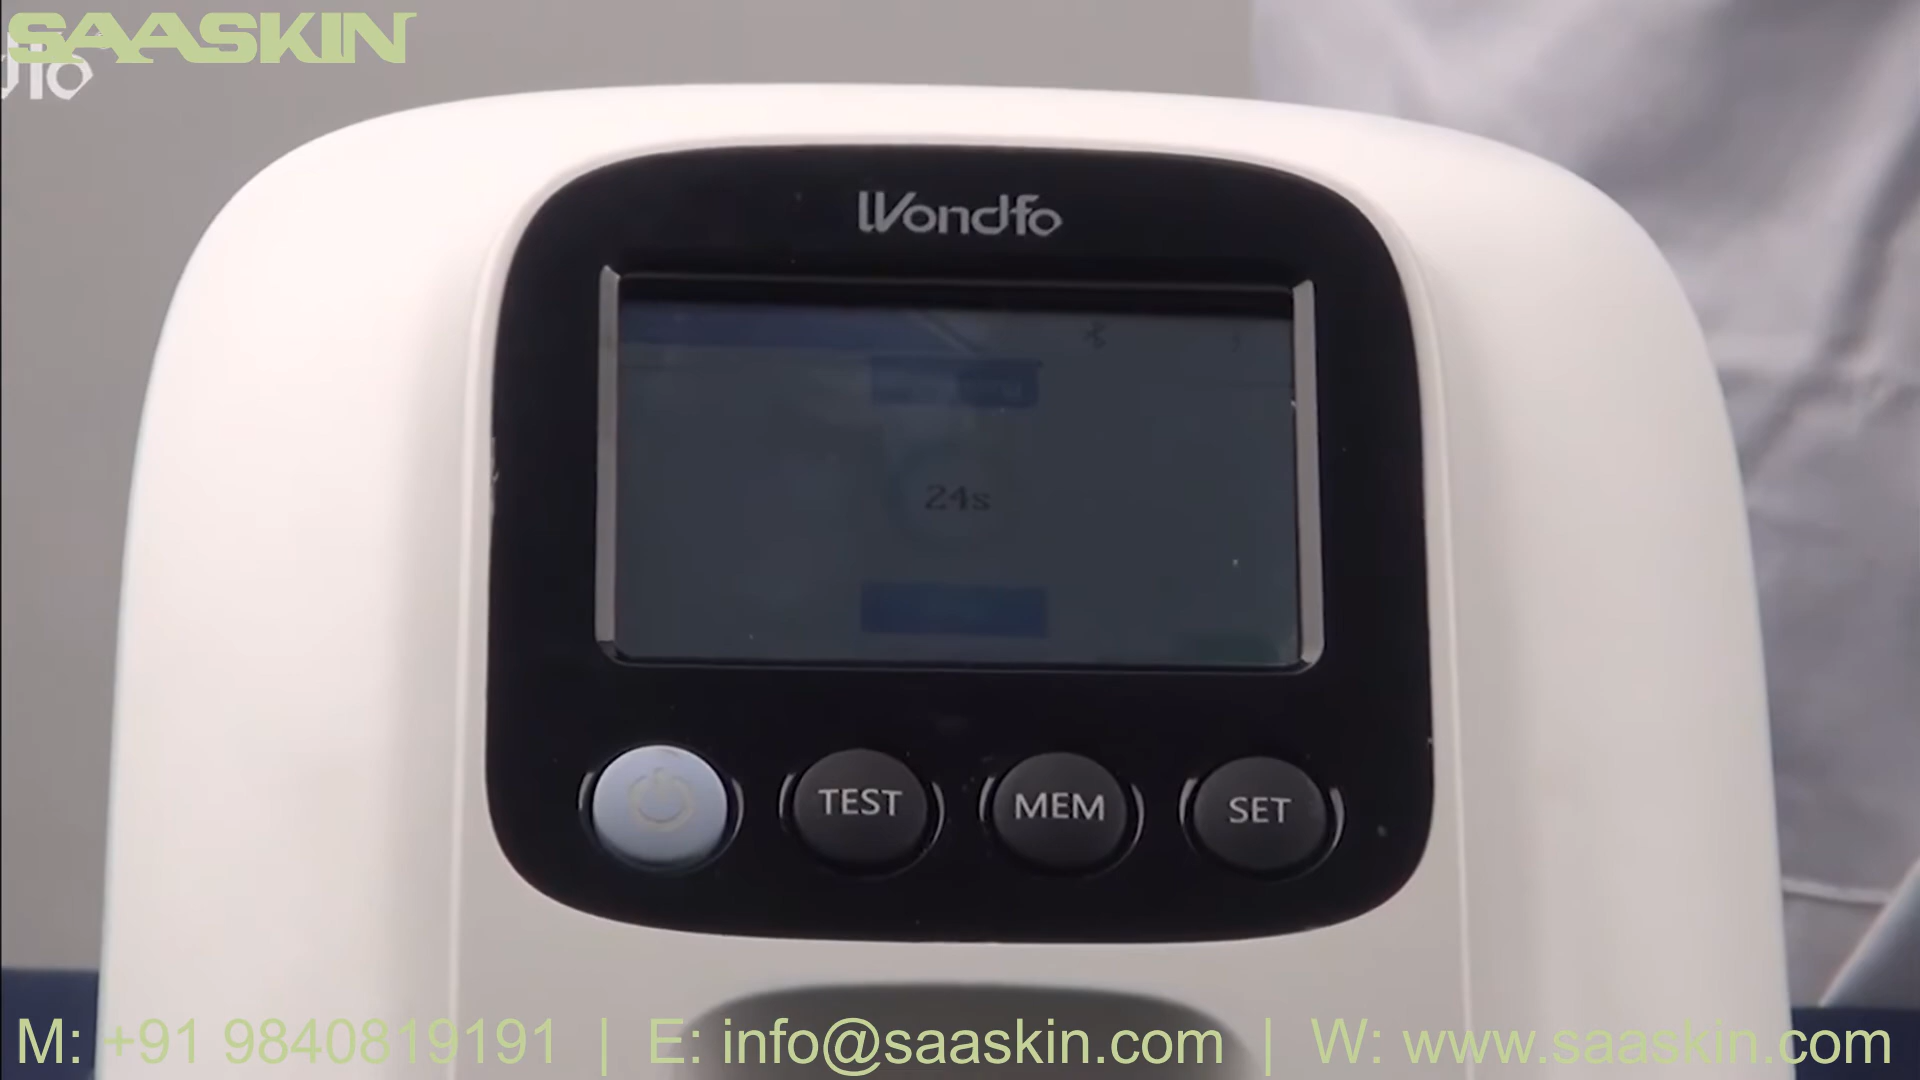 SAASKIN
Wondfo
24s
TEST MEM SET
M: +91 9840819191 | E: info@saaskin.com | W: www.saaskin.com